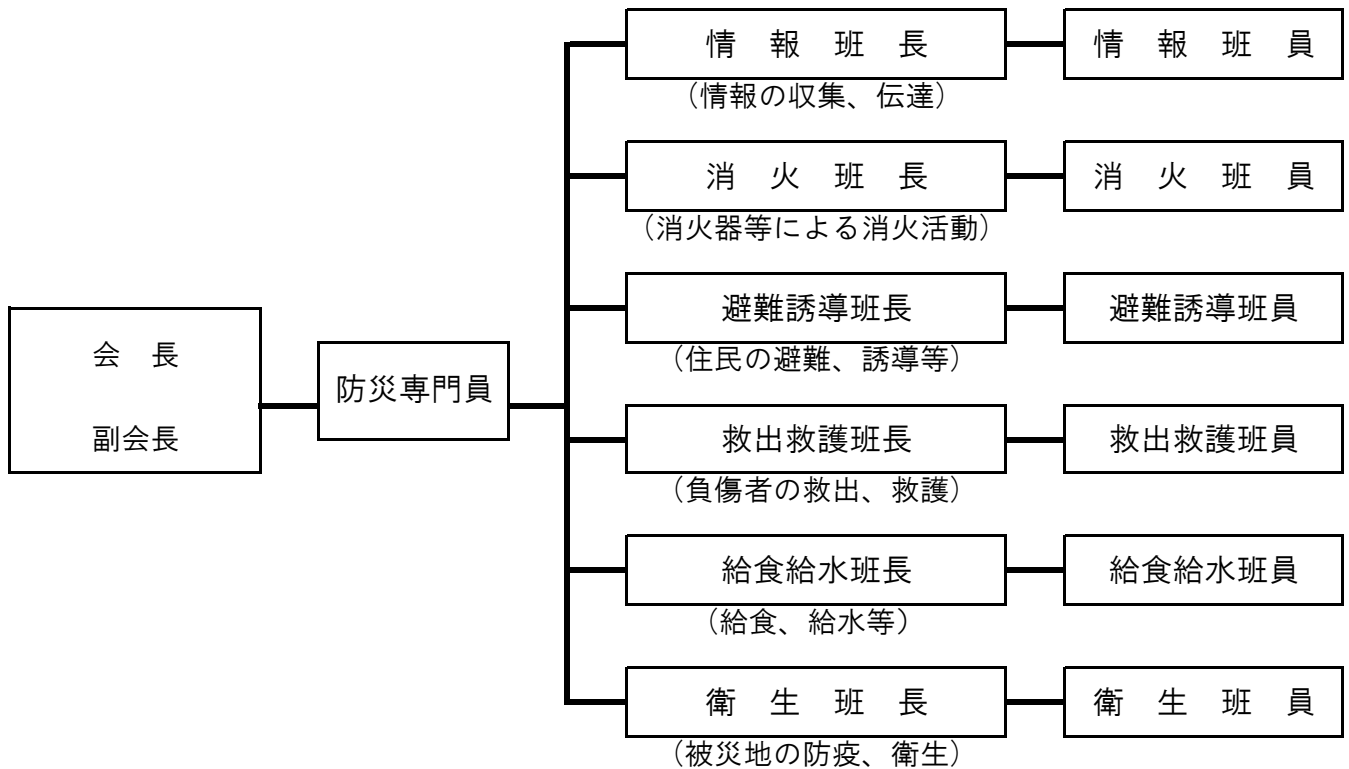 会　長
副会長
防災専門員
情　報　班　長
（情報の収集、伝達）
情　報　班　員
消　火　班　長
（消火器等による消火活動）
消　火　班　員
避難誘導班長
（住民の避難、誘導等）
避難誘導班員
救出救護班長
（負傷者の救出、救護）
救出救護班員
給食給水班長
（給食、給水等）
給食給水班員
衛　生　班　長
（被災地の防疫、衛生）
衛　生　班　員